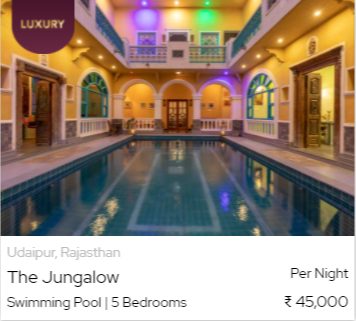 LUXURY
Udaipur, Rajasthan
The Jungalow
Per Night
Swimming Pool | 5 Bedrooms
₹ 45,000